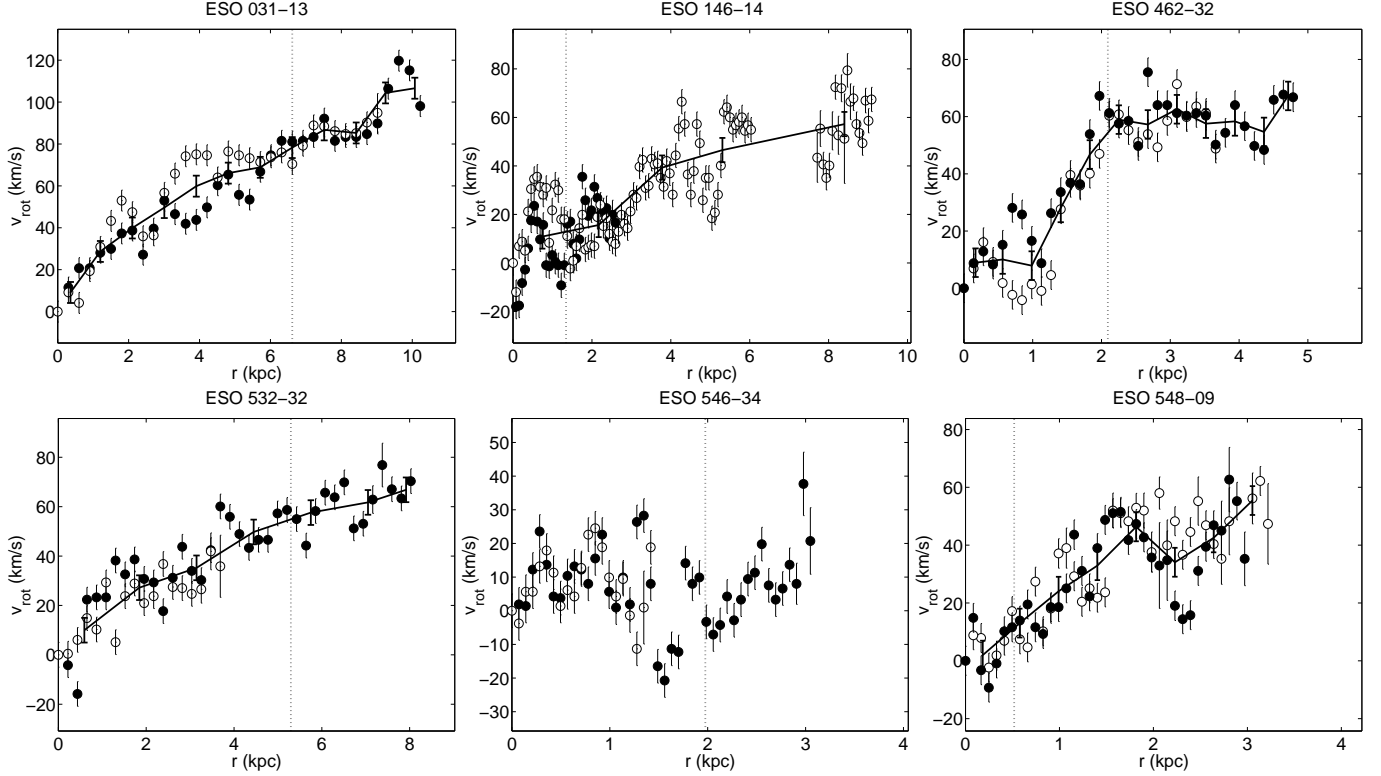 ESO 031−13
120
100
80
60
40
20
0
v_rot (km/s)
0 2 4 6 8 10
r (kpc)
ESO 146−14
80
60
40
20
0
−20
v_rot (km/s)
0 2 4 6 8 10
r (kpc)
ESO 462−32
80
60
40
20
0
v_rot (km/s)
0 1 2 3 4 5
r (kpc)
ESO 532−32
80
60
40
20
0
−20
v_rot (km/s)
0 2 4 6 8
r (kpc)
ESO 546−34
50
40
30
20
10
0
−10
−20
−30
v_rot (km/s)
0 1 2 3 4
r (kpc)
ESO 548−09
80
60
40
20
0
−20
v_rot (km/s)
0 1 2 3 4
r (kpc)